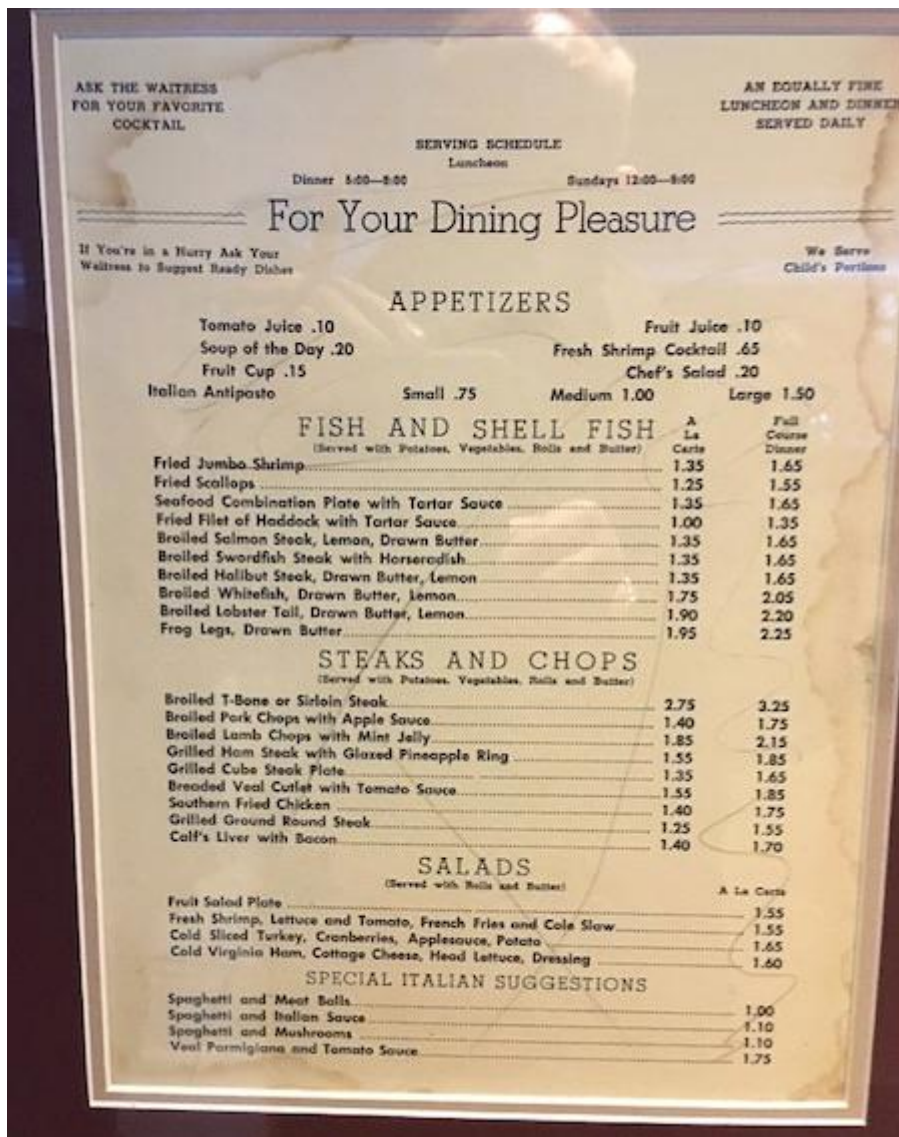 ASK THE WAITRESS
FOR YOUR FAVORITE
COCKTAIL
AN EQUALLY FINE
LUNCHEON AND DINNER
SERVED DAILY
SERVING SCHEDULE
Luncheon
Dinner 5:00—8:00 Sundays 12:00—8:00
For Your Dining Pleasure
If You're in a Hurry Ask Your
Waitress to Suggest Ready Dishes
We Serve
Child's Portions
APPETIZERS
Tomato Juice .10 Fruit Juice .10
Soup of the Day .20 Fresh Shrimp Cocktail .65
Fruit Cup .15 Chef's Salad .20
Italian Antipasto Small .75 Medium 1.00 Large 1.50
FISH AND SHELL FISH
(Served with Potatoes, Vegetables, Rolls and Butter)
A La Carte Full Course Dinner
Fried Jumbo Shrimp 1.35 1.65
Fried Scallops 1.25 1.55
Seafood Combination Plate with Tartar Sauce 1.35 1.65
Fried Filet of Haddock with Tartar Sauce 1.00 1.35
Broiled Salmon Steak, Lemon, Drawn Butter 1.35 1.65
Broiled Swordfish Steak with Horseradish 1.35 1.65
Broiled Halibut Steak, Drawn Butter, Lemon 1.35 1.65
Broiled Whitefish, Drawn Butter, Lemon 1.75 2.05
Broiled Lobster Tail, Drawn Butter, Lemon 1.90 2.20
Frog Legs, Drawn Butter 1.95 2.25
STEAKS AND CHOPS
(Served with Potatoes, Vegetables, Rolls and Butter)
Broiled T-Bone or Sirloin Steak 2.75 3.25
Broiled Pork Chops with Apple Sauce 1.40 1.75
Broiled Lamb Chops with Mint Jelly 1.85 2.15
Grilled Ham Steak with Glazed Pineapple Ring 1.55 1.85
Grilled Cube Steak Plate 1.35 1.65
Breaded Veal Cutlet with Tomato Sauce 1.55 1.85
Southern Fried Chicken 1.40 1.75
Grilled Ground Round Steak 1.25 1.55
Calf's Liver with Bacon 1.40 1.70
SALADS
(Served with Rolls and Butter)
A La Carte
Fruit Salad Plate 1.55
Fresh Shrimp, Lettuce and Tomato, French Fries and Cole Slaw 1.55
Cold Sliced Turkey, Cranberries, Applesauce, Potato 1.65
Cold Virginia Ham, Cottage Cheese, Head Lettuce, Dressing 1.60
SPECIAL ITALIAN SUGGESTIONS
Spaghetti and Meat Balls 1.00
Spaghetti and Italian Sauce 1.10
Spaghetti and Mushrooms 1.10
Veal Parmigiana and Tomato Sauce 1.75